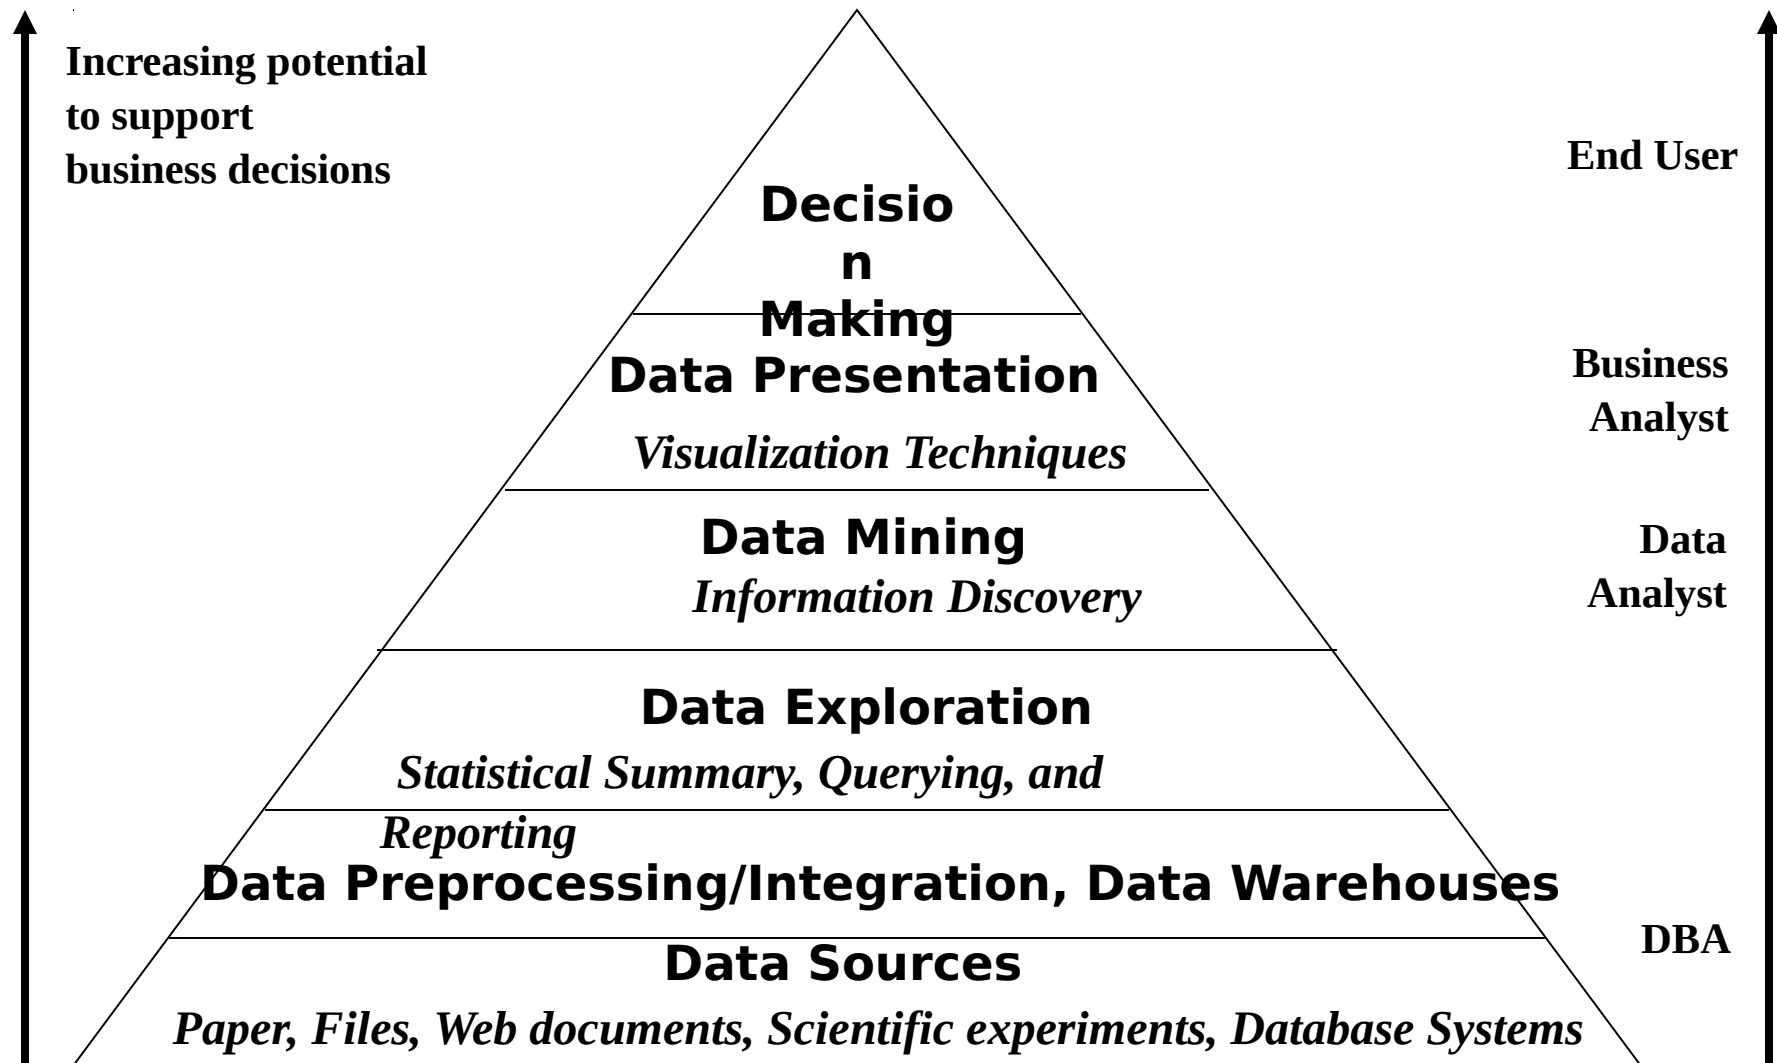 Increasing potential
to support
business decisions
End User
Decisio
n
Making
Data Presentation
Business
Analyst
Visualization Techniques
Data Mining
Data
Analyst
Information Discovery
Data Exploration
Statistical Summary, Querying, and
Reporting
Data Preprocessing/Integration, Data Warehouses
DBA
Data Sources
Paper, Files, Web documents, Scientific experiments, Database Systems